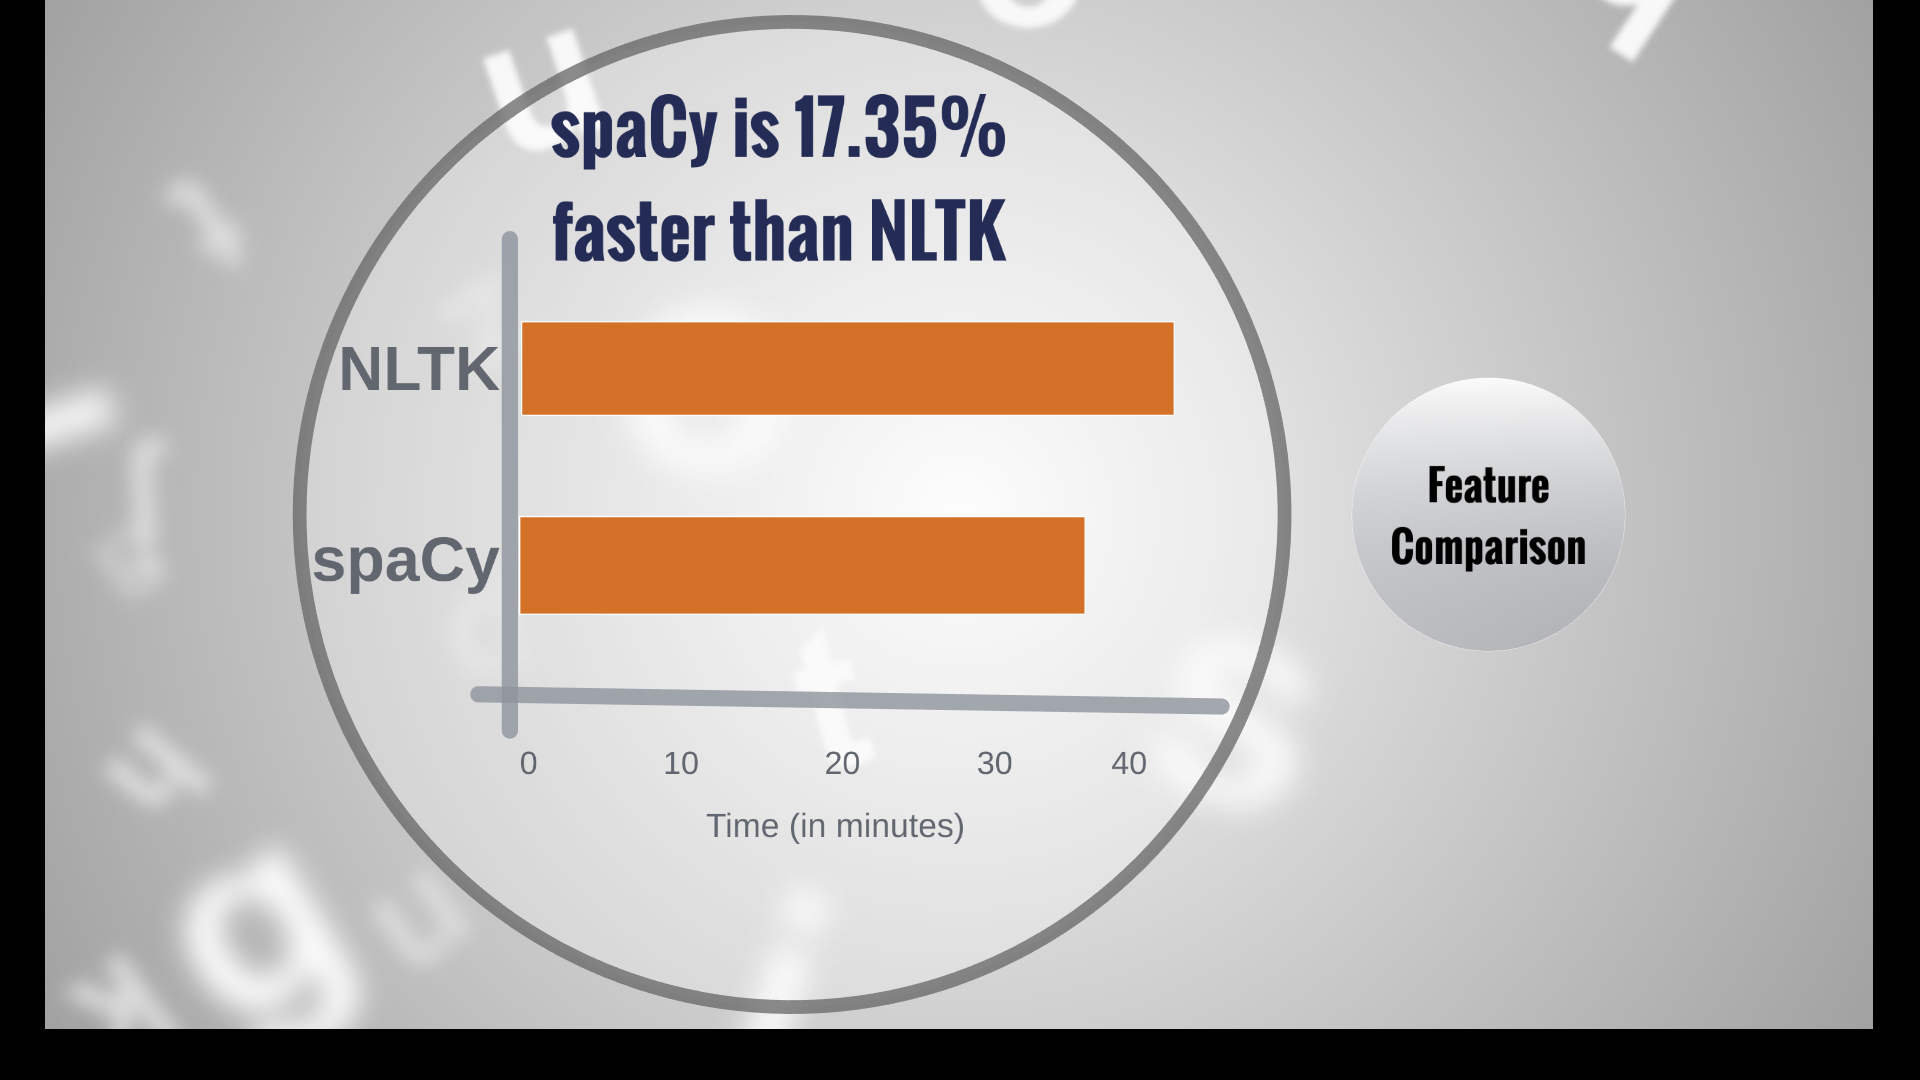 spaCy is 17.35%
faster than NLTK
NLTK
spaCy
0 10 20 30 40
Time (in minutes)
Feature
Comparison
u
t
s
g
u
u
i